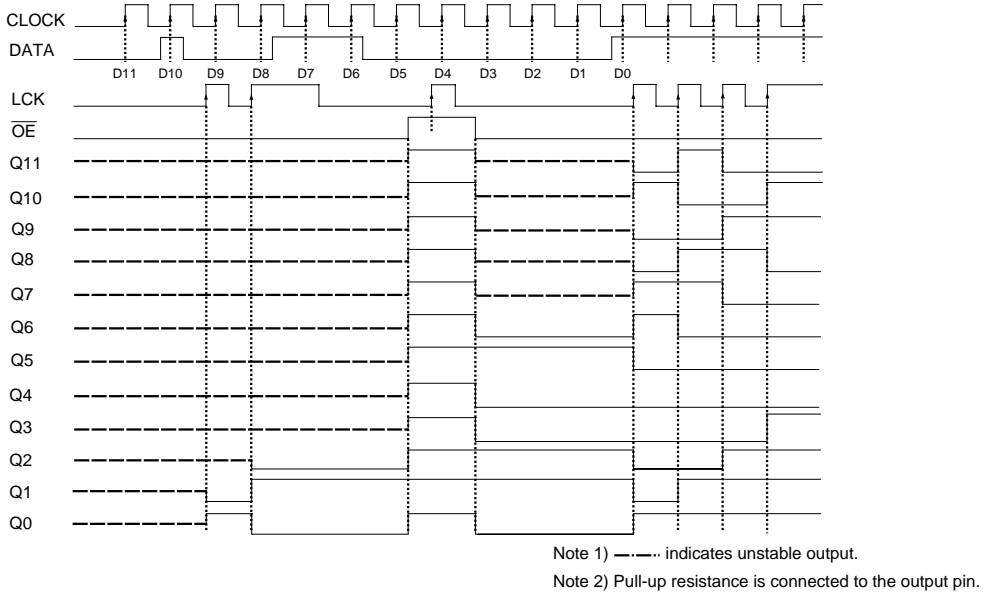 CLOCK
DATA
D11 D10 D9 D8 D7 D6 D5 D4 D3 D2 D1 D0
LCK
OE
Q11
Q10
Q9
Q8
Q7
Q6
Q5
Q4
Q3
Q2
Q1
Q0
Note 1) —·—·· indicates unstable output.
Note 2) Pull-up resistance is connected to the output pin.